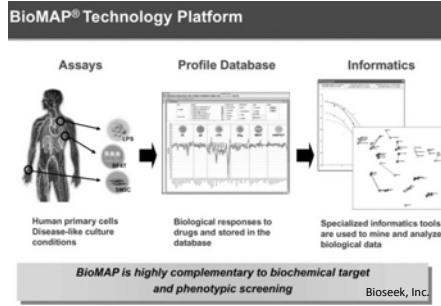 BioMAP® Technology Platform
Assays
Profile Database
Informatics
LPS
SMSC
Human primary cells
Disease-like culture
conditions
Biological responses to
drugs and stored in the
database
Specialized informatics tools
are used to mine and analyze
biological data
BioMAP is highly complementary to biochemical target
and phenotypic screening
Bioseek, Inc.